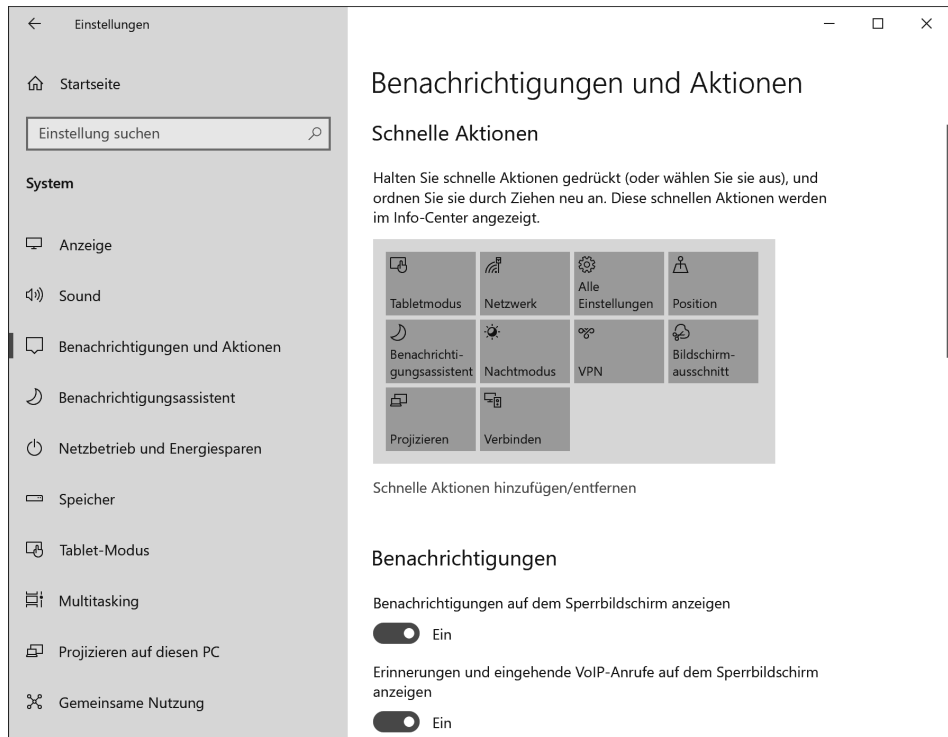 Einstellungen
Startseite
Einstellung suchen
System
Anzeige
Sound
Benachrichtigungen und Aktionen
Benachrichtigungsassistent
Netzbetrieb und Energiesparen
Speicher
Tablet-Modus
Multitasking
Projizieren auf diesen PC
Gemeinsame Nutzung
Benachrichtigungen und Aktionen
Schnelle Aktionen
Halten Sie schnelle Aktionen gedrückt (oder wählen Sie sie aus), und
ordnen Sie sie durch Ziehen neu an. Diese schnellen Aktionen werden
im Info-Center angezeigt.
Tabletmodus
Netzwerk
Alle
Einstellungen
Position
Benachrichti-
gungsassistent
Nachtmodus
VPN
Bildschirm-
ausschnitt
Projizieren
Verbinden
Schnelle Aktionen hinzufügen/entfernen
Benachrichtigungen
Benachrichtigungen auf dem Sperrbildschirm anzeigen
Ein
Erinnerungen und eingehende VoIP-Anrufe auf dem Sperrbildschirm
anzeigen
Ein